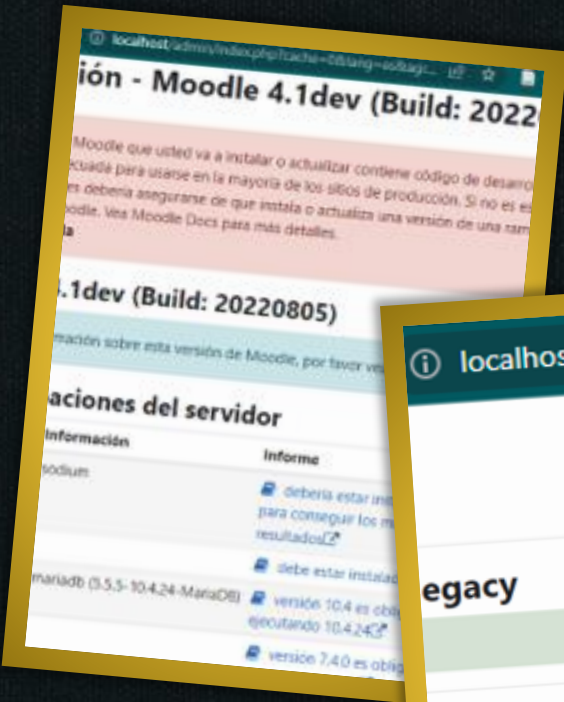 localhost/admin/index.php?cache=0&lang=es&agr...
ión - Moodle 4.1dev (Build: 2022
Moodle que usted va a instalar o actualizar contiene código de desarro
cuada para usarse en la mayoría de los sitios de producción. Si no es es
es debería asegurarse de que instala o actualiza una versión de una ram
oodle. Vea Moodle Docs para más detalles.
la
.1dev (Build: 20220805)
mación sobre esta versión de Moodle, por favor vea
aciones del servidor
Información Informe
sodium debería estar ins
para conseguir los m
resultados
debe estar instalad
mariadb (5.5.5-10.4.24-MariaDB) versión 10.4 es oblig
ejecutando 10.4.24
versión 7.4.0 es oblig
localhos
egacy